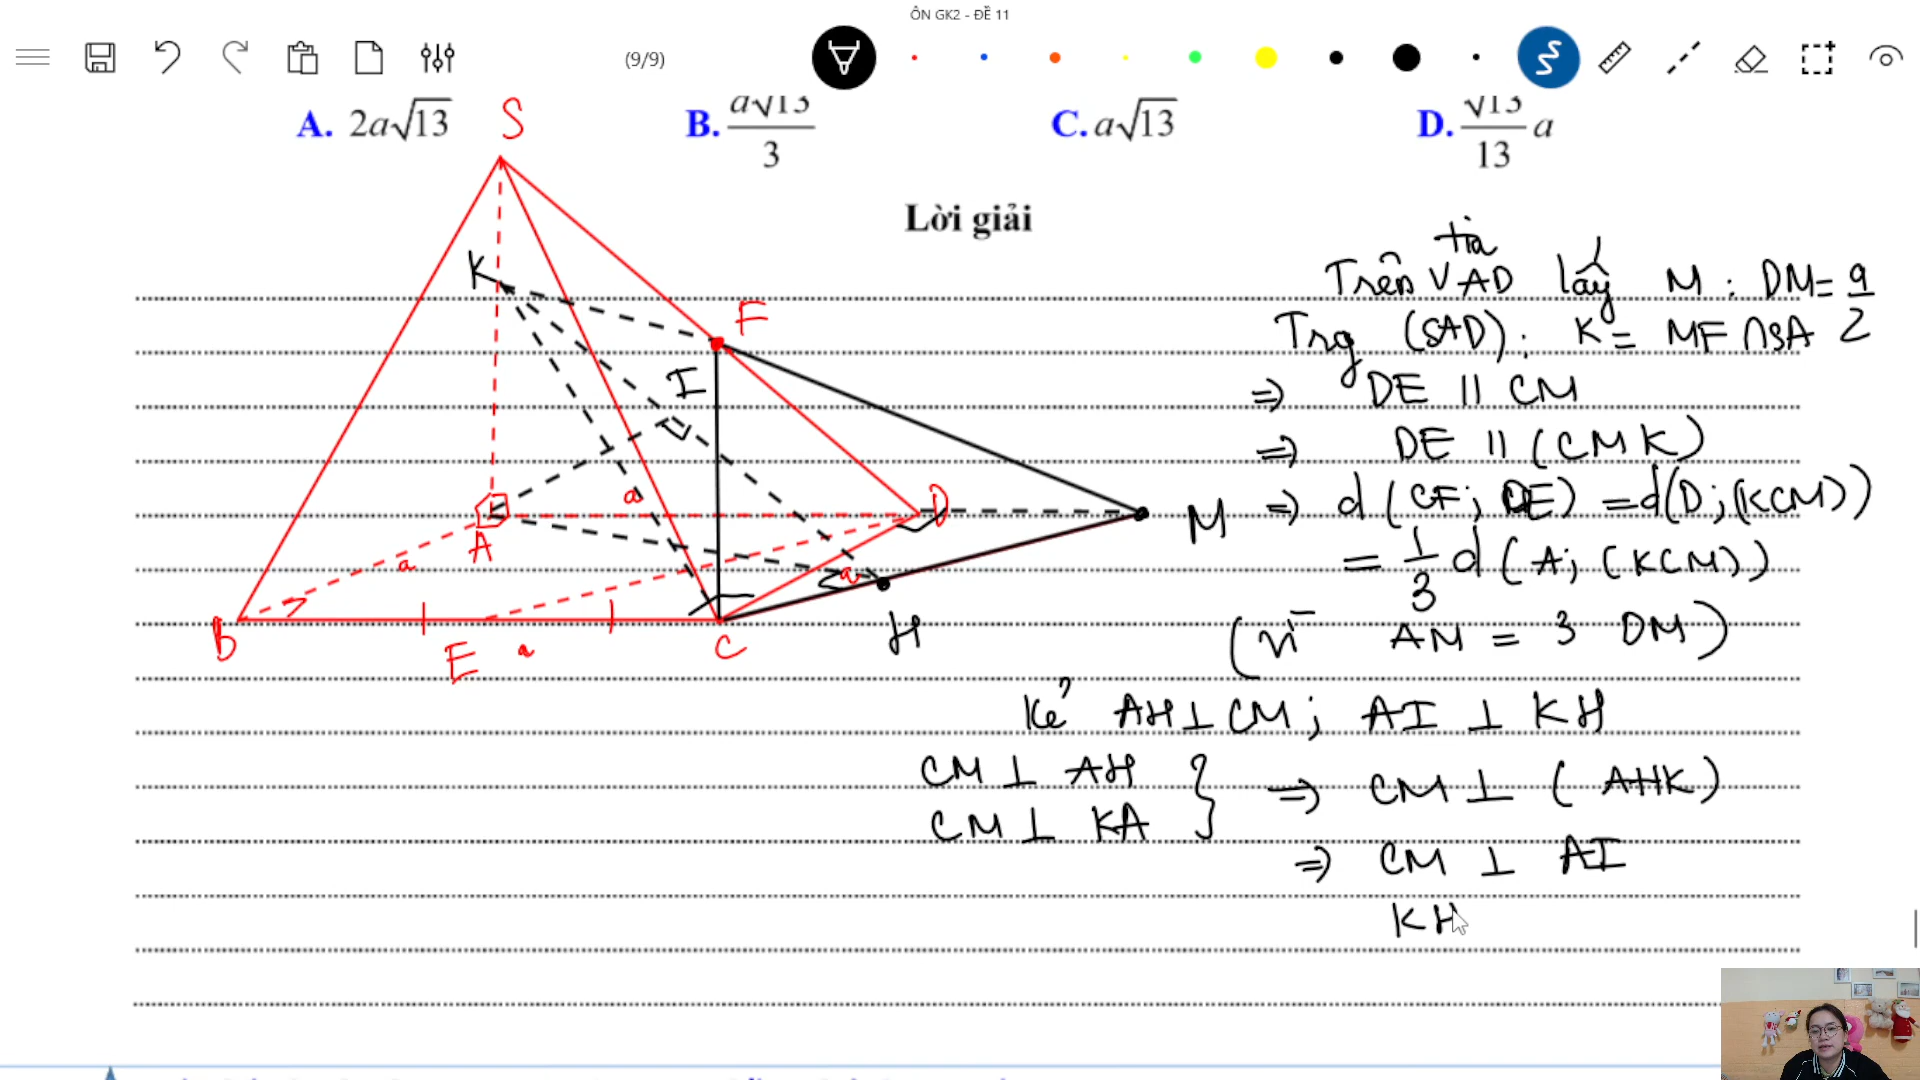 ÔN GK2 - ĐỀ 11
(9/9)
A. 2a√13 B. a√13/3 C. a√13 D. √13/13 a
S
Lời giải
K
F
I
a
D
M
A
a
a
H
B
E
a
C
tia
Trên AD lấy M : DM = a/2
Trg (SAD) : K = MF ∩ SA
⇒ DE || CM
⇒ DE || (CMK)
⇒ d (CF; DE) = d(D; (KCM))
= 1/3 d (A; (KCM))
(vì AM = 3 DM)
Kẻ AH ⊥ CM; AI ⊥ KH
CM ⊥ AH
CM ⊥ KA } ⇒ CM ⊥ (AHK)
⇒ CM ⊥ AI
KH